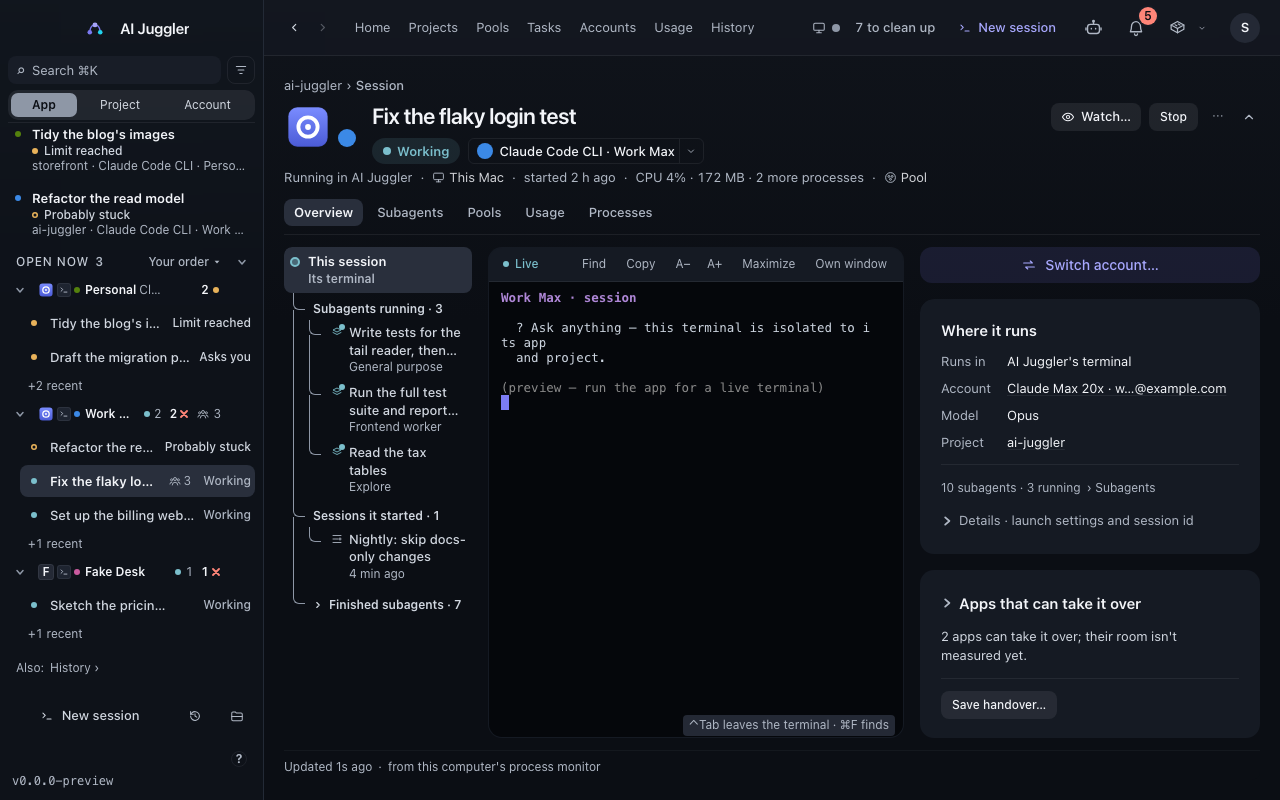 AI Juggler
Search ⌘K
App Project Account
Tidy the blog's images
Limit reached
storefront · Claude Code CLI · Perso...
Refactor the read model
Probably stuck
ai-juggler · Claude Code CLI · Work ...
OPEN NOW 3 Your order
Personal Cl... 2
Tidy the blog's i... Limit reached
Draft the migration p... Asks you
+2 recent
Work ... 2 2 3
Refactor the re... Probably stuck
Fix the flaky lo... 3 Working
Set up the billing web... Working
+1 recent
F Fake Desk 1 1
Sketch the pricin... Working
+1 recent
Also: History ›
New session
?
v0.0.0-preview
Home Projects Pools Tasks Accounts Usage History
7 to clean up New session 5 S
ai-juggler › Session
Fix the flaky login test
Watch... Stop ...
Working Claude Code CLI · Work Max
Running in AI Juggler · This Mac · started 2 h ago · CPU 4% · 172 MB · 2 more processes · Pool
Overview Subagents Pools Usage Processes
This session
Its terminal
Subagents running · 3
Write tests for the
tail reader, then...
General purpose
Run the full test
suite and report...
Frontend worker
Read the tax
tables
Explore
Sessions it started · 1
Nightly: skip docs-
only changes
4 min ago
Finished subagents · 7
Live Find Copy A− A+ Maximize Own window
Work Max · session
? Ask anything — this terminal is isolated to i
ts app
and project.
(preview — run the app for a live terminal)
^Tab leaves the terminal · ⌘F finds
Switch account...
Where it runs
Runs in AI Juggler's terminal
Account Claude Max 20x · w...@example.com
Model Opus
Project ai-juggler
10 subagents · 3 running › Subagents
Details · launch settings and session id
Apps that can take it over
2 apps can take it over; their room isn't
measured yet.
Save handover...
Updated 1s ago · from this computer's process monitor